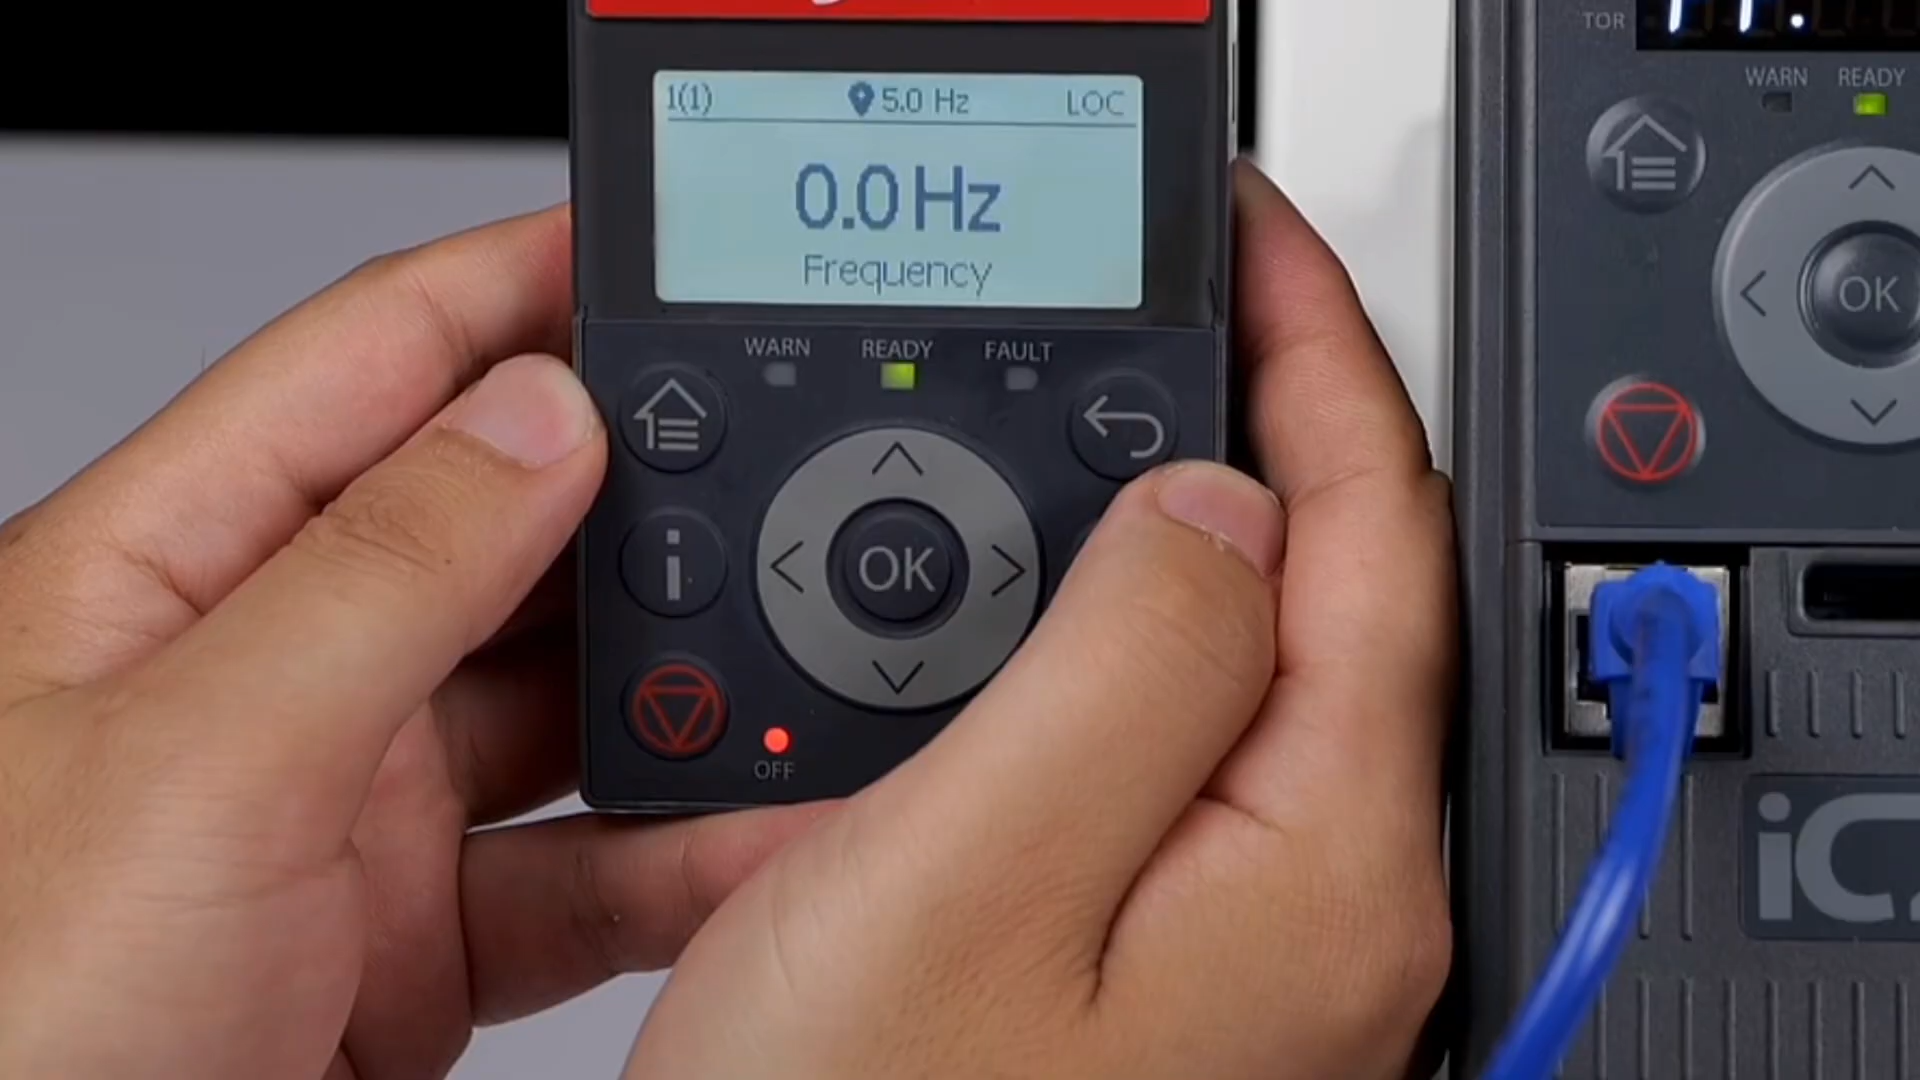 1(1) 5.0 Hz LOC
0.0 Hz
Frequency
WARN READY FAULT
i
OK
OFF
TOR
WARN READY
OK